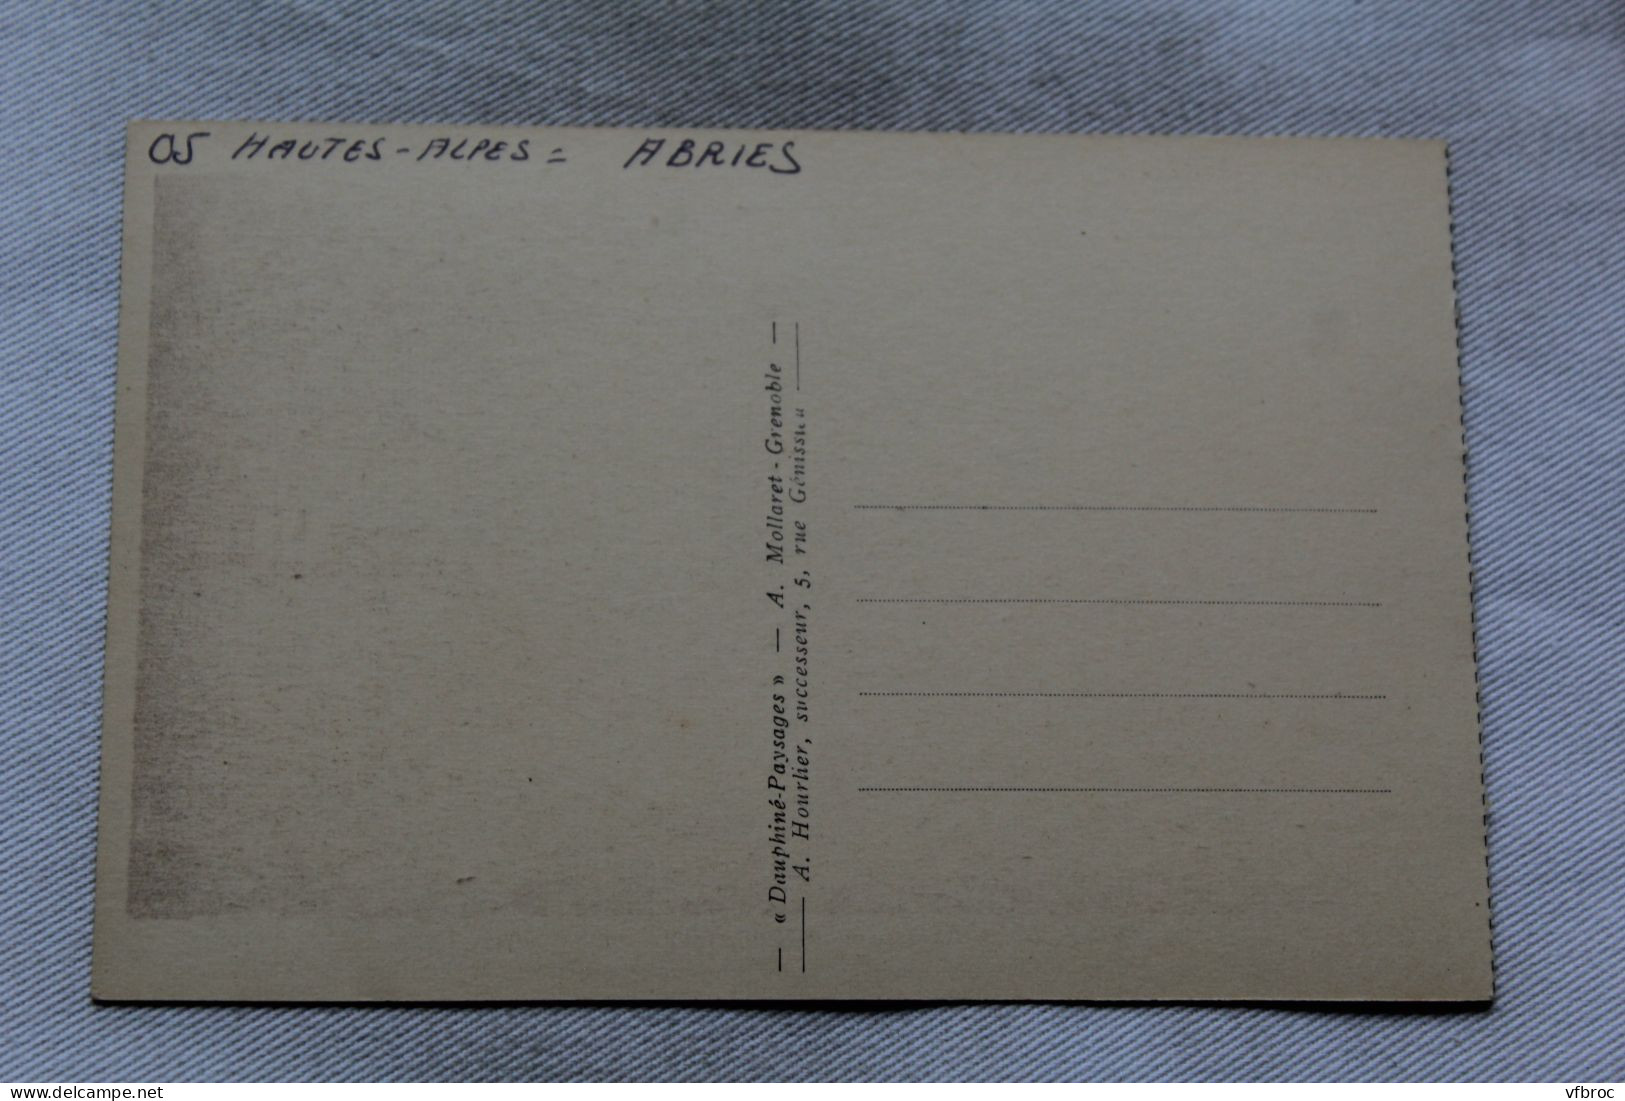 05 HAUTES-ALPES = ABRIES
— « Dauphiné-Paysages » — A. Mollaret - Grenoble —
A. Hourlier, successeur, 5, rue Génissieu
www.delcampe.net
vfbroc